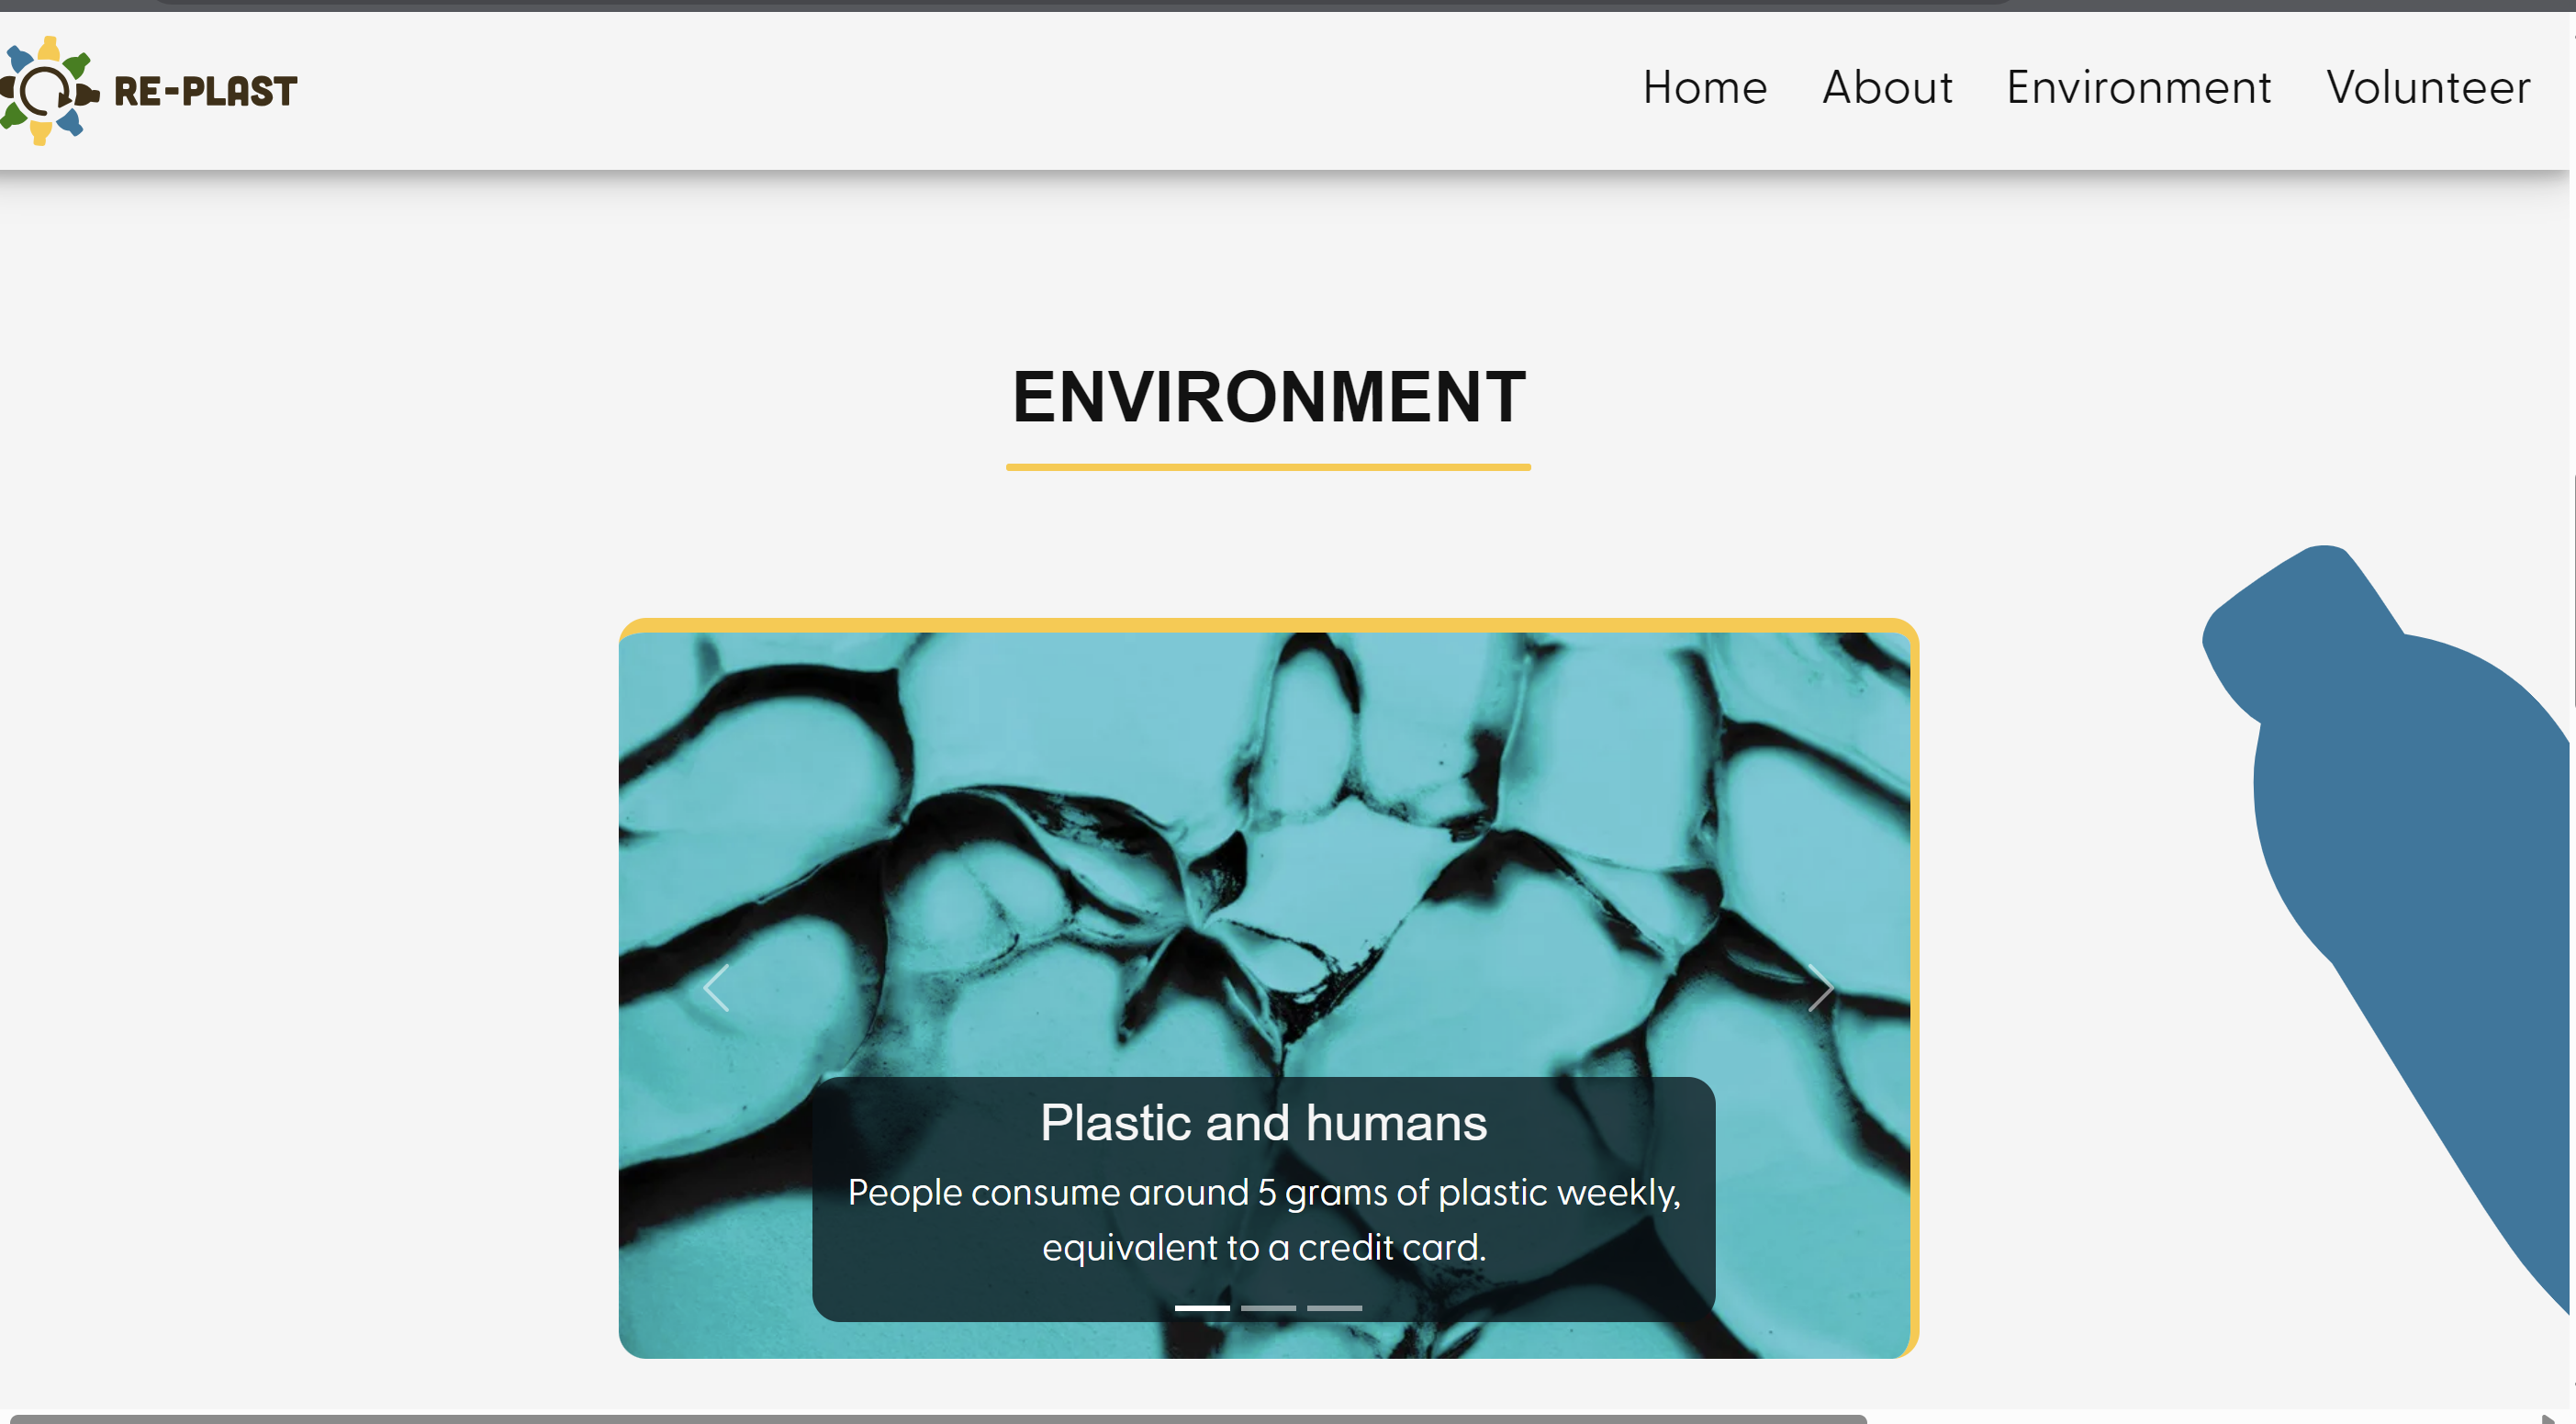 RE-PLAST
Home About Environment Volunteer
ENVIRONMENT
Plastic and humans
People consume around 5 grams of plastic weekly,
equivalent to a credit card.